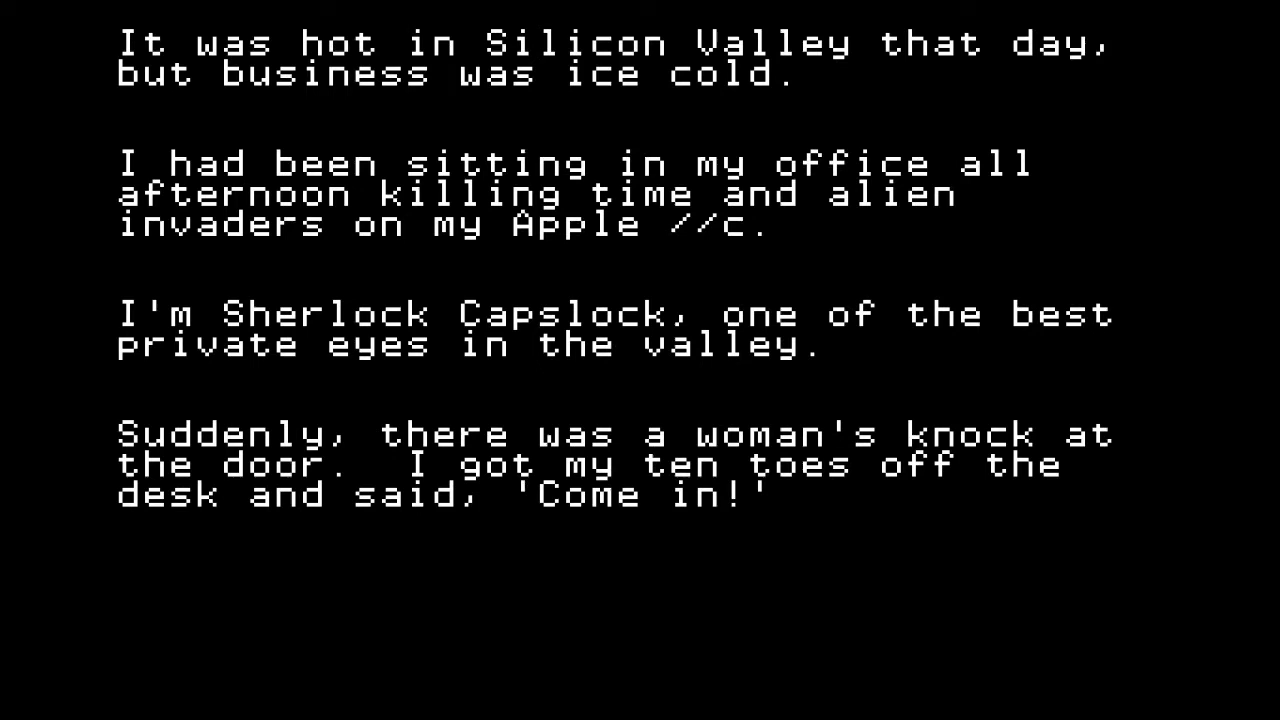 It was hot in Silicon Valley that day,
but business was ice cold.
I had been sitting in my office all
afternoon killing time and alien
invaders on my Apple //c.
I'm Sherlock Capslock, one of the best
private eyes in the valley.
Suddenly, there was a woman's knock at
the door.  I got my ten toes off the
desk and said, 'Come in!'